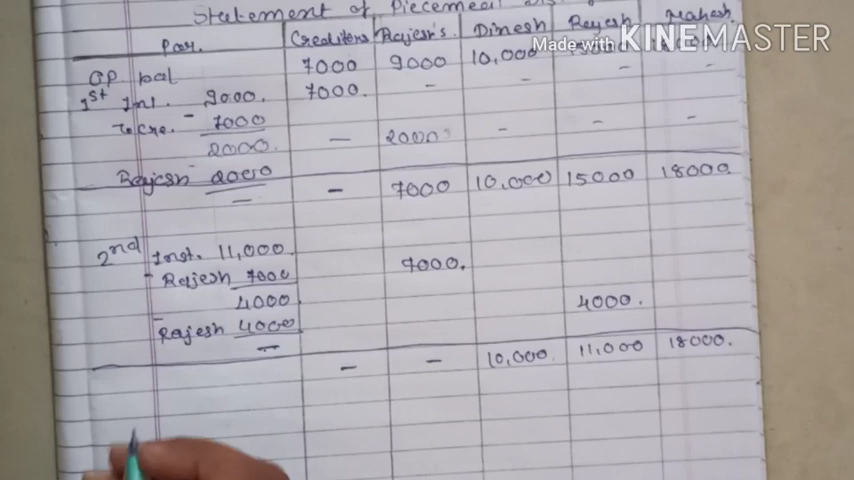 Statement of Piecemeal
Par. Creditors Rajesh's. Dinesh Rajesh Mahesh.
Made with KINEMASTER
OP bal 7000 9000 10,000
1st Int. 9000. 7000. - - - -
To Cre. - 7000
2000. - 2000 - -
Rajesh 2000
- - 7000 10,000 15000 18000
2nd Inst. 11,000
- Rajesh 7000 7000.
4000 4000.
- Rajesh 4000
- - - 10,000. 11,000 18000.